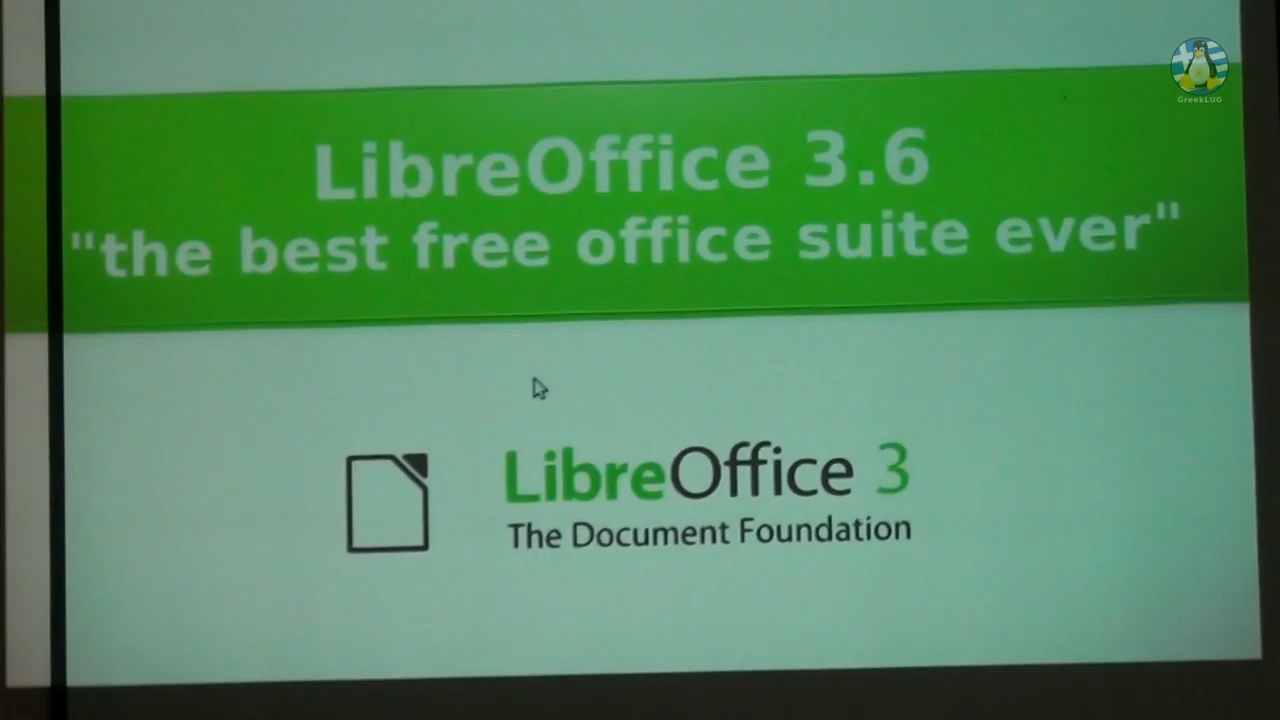 GreekLUG
LibreOffice 3.6
"the best free office suite ever"
LibreOffice 3
The Document Foundation